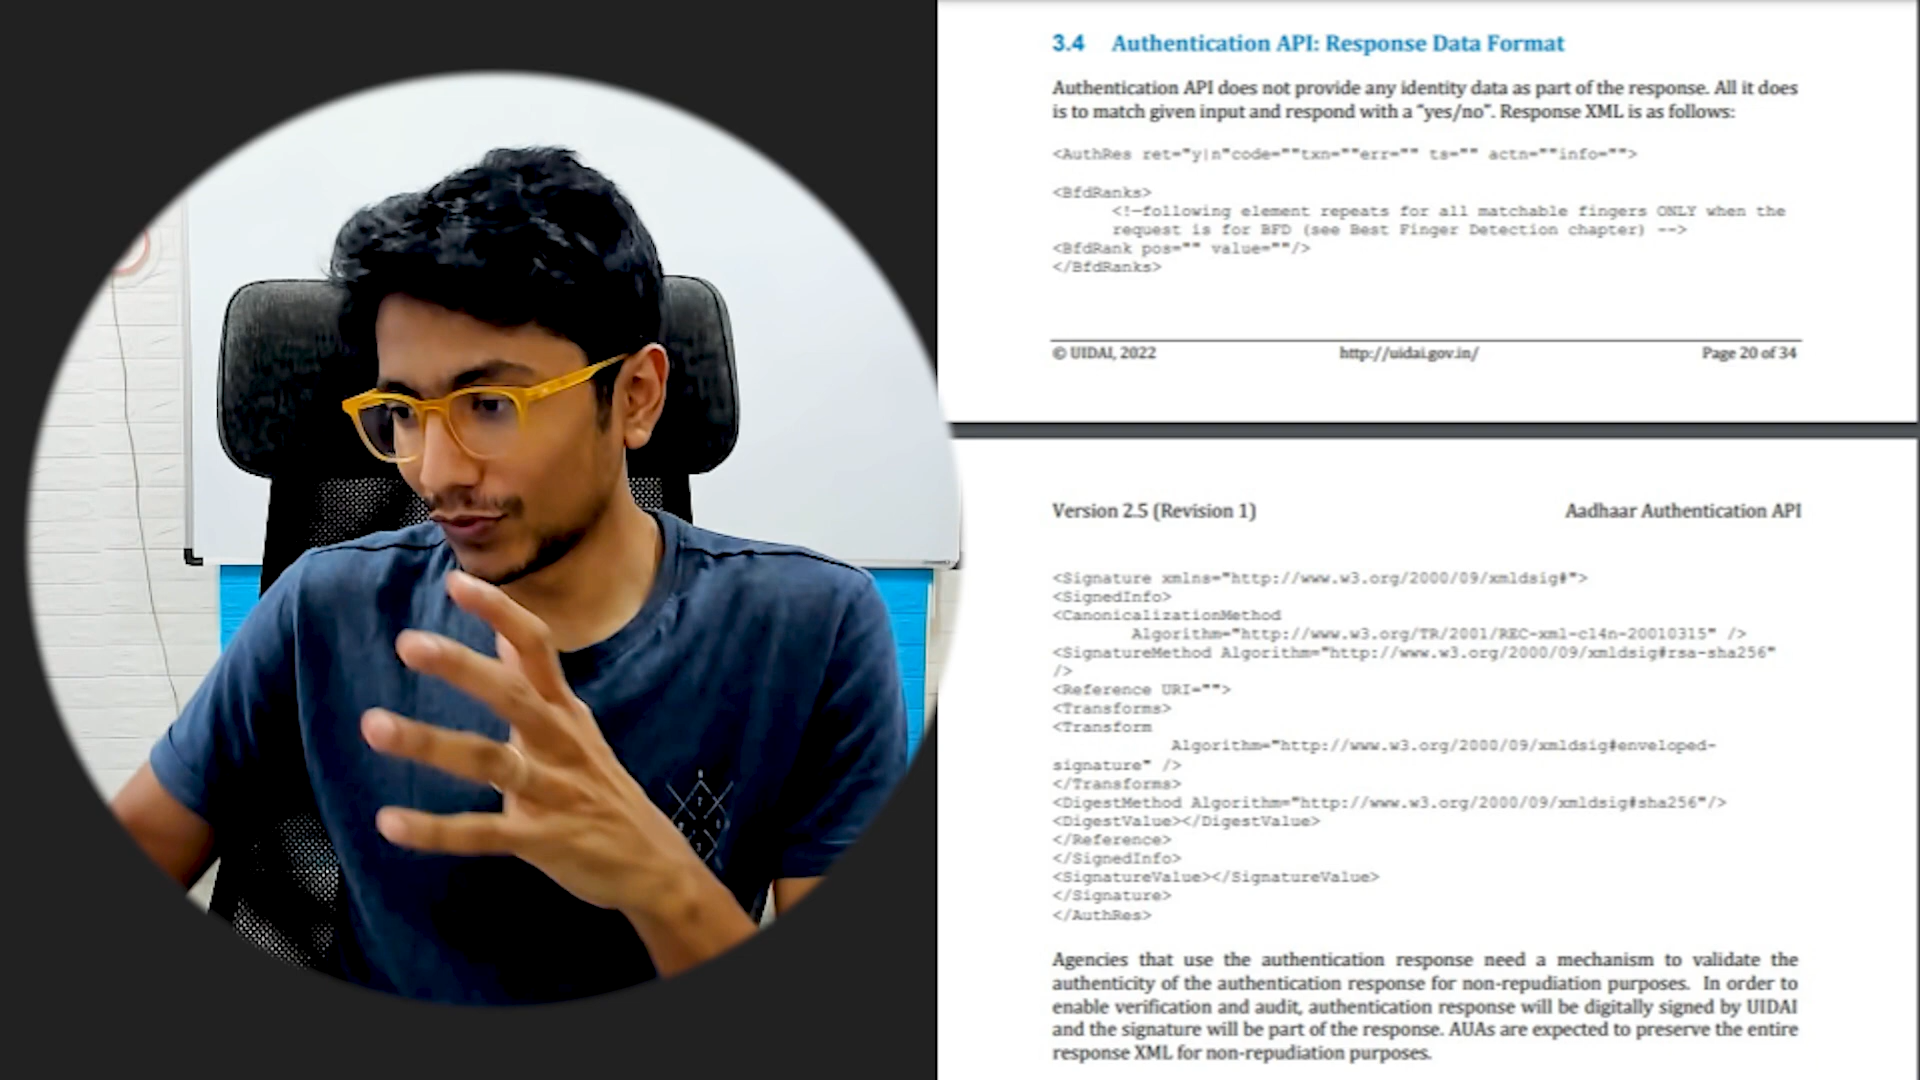 3.4 Authentication API: Response Data Format
Authentication API does not provide any identity data as part of the response. All it does
is to match given input and respond with a “yes/no”. Response XML is as follows:
<AuthRes ret="y|n"code=""txn=""err="" ts="" actn=""info="">
<BfdRanks>
<!—following element repeats for all matchable fingers ONLY when the
request is for BFD (see Best Finger Detection chapter) -->
<BfdRank pos="" value=""/>
</BfdRanks>
© UIDAI, 2022 http://uidai.gov.in/ Page 20 of 34
Version 2.5 (Revision 1) Aadhaar Authentication API
<Signature xmlns="http://www.w3.org/2000/09/xmldsig#">
<SignedInfo>
<CanonicalizationMethod
Algorithm="http://www.w3.org/TR/2001/REC-xml-c14n-20010315" />
<SignatureMethod Algorithm="http://www.w3.org/2000/09/xmldsig#rsa-sha256"
/>
<Reference URI="">
<Transforms>
<Transform
Algorithm="http://www.w3.org/2000/09/xmldsig#enveloped-
signature" />
</Transforms>
<DigestMethod Algorithm="http://www.w3.org/2000/09/xmldsig#sha256"/>
<DigestValue></DigestValue>
</Reference>
</SignedInfo>
<SignatureValue></SignatureValue>
</Signature>
</AuthRes>
Agencies that use the authentication response need a mechanism to validate the
authenticity of the authentication response for non-repudiation purposes. In order to
enable verification and audit, authentication response will be digitally signed by UIDAI
and the signature will be part of the response. AUAs are expected to preserve the entire
response XML for non-repudiation purposes.